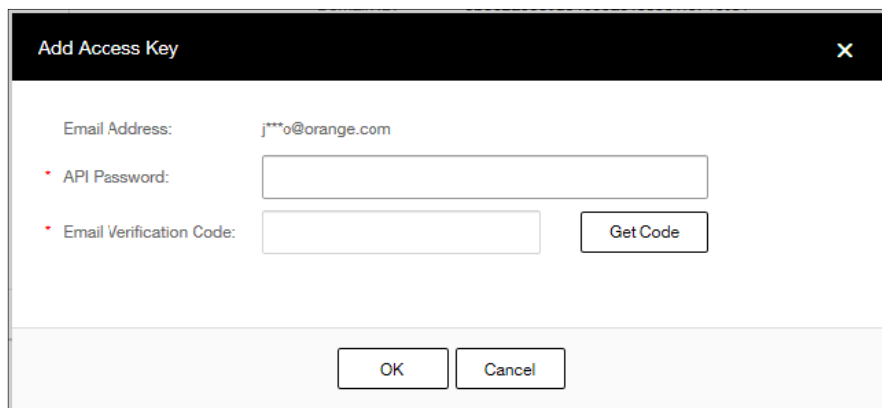 Add Access Key
Email Address: j***o@orange.com
* API Password:
* Email Verification Code: Get Code
OK Cancel